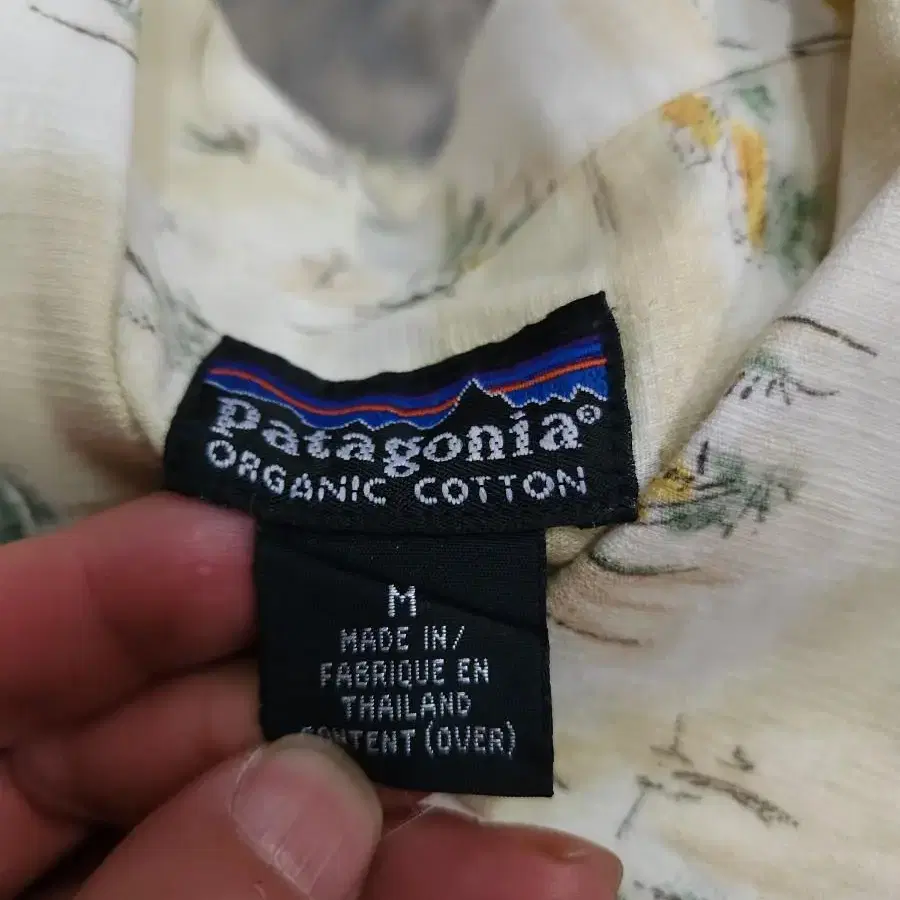 patagonia®
ORGANIC COTTON
M
MADE IN/
FABRIQUE EN
THAILAND
CONTENT (OVER)